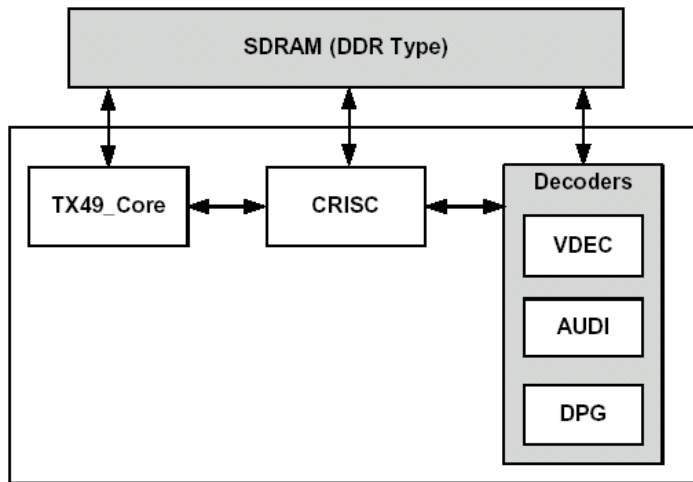 SDRAM (DDR Type)
TX49_Core
CRISC
Decoders
VDEC
AUDI
DPG